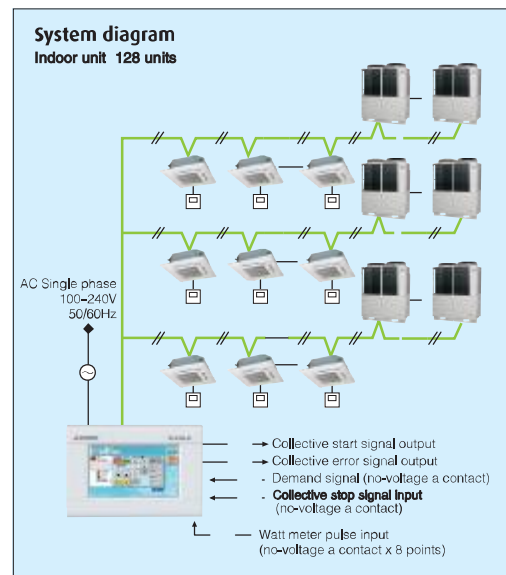 System diagram
Indoor unit 128 units
AC Single phase
100–240V
50/60Hz
Collective start signal output
Collective error signal output
- Demand signal (no-voltage a contact)
- Collective stop signal input
(no-voltage a contact)
Watt meter pulse input
(no-voltage a contact x 8 points)